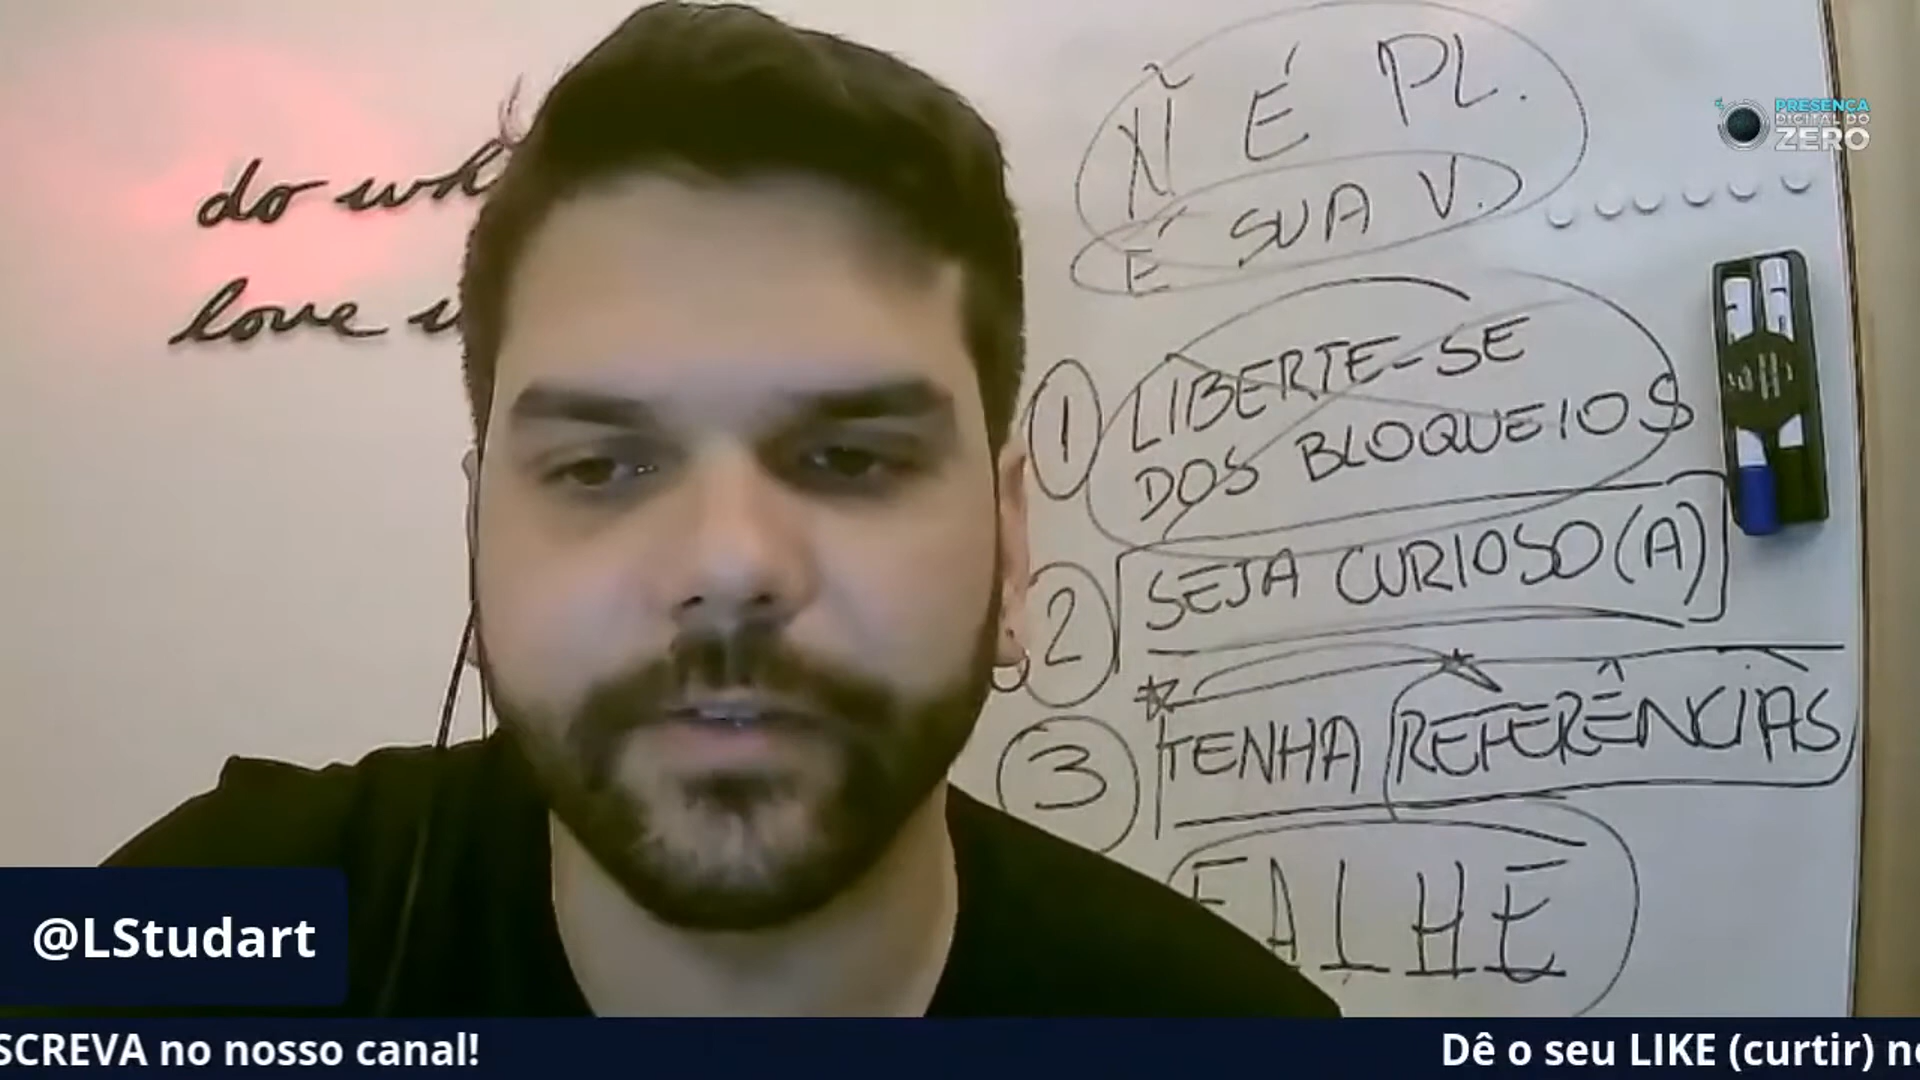 Ñ É PL.
É SUA V.
PRESENÇA
DIGITAL DO
ZERO
do wh
love
1 LIBERTE-SE
DOS BLOQUEIOS
2 SEJA CURIOSO(A)
3 TENHA REFERÊNCIAS
FALHE
@LStudart
SCREVA no nosso canal!
Dê o seu LIKE (curtir) n